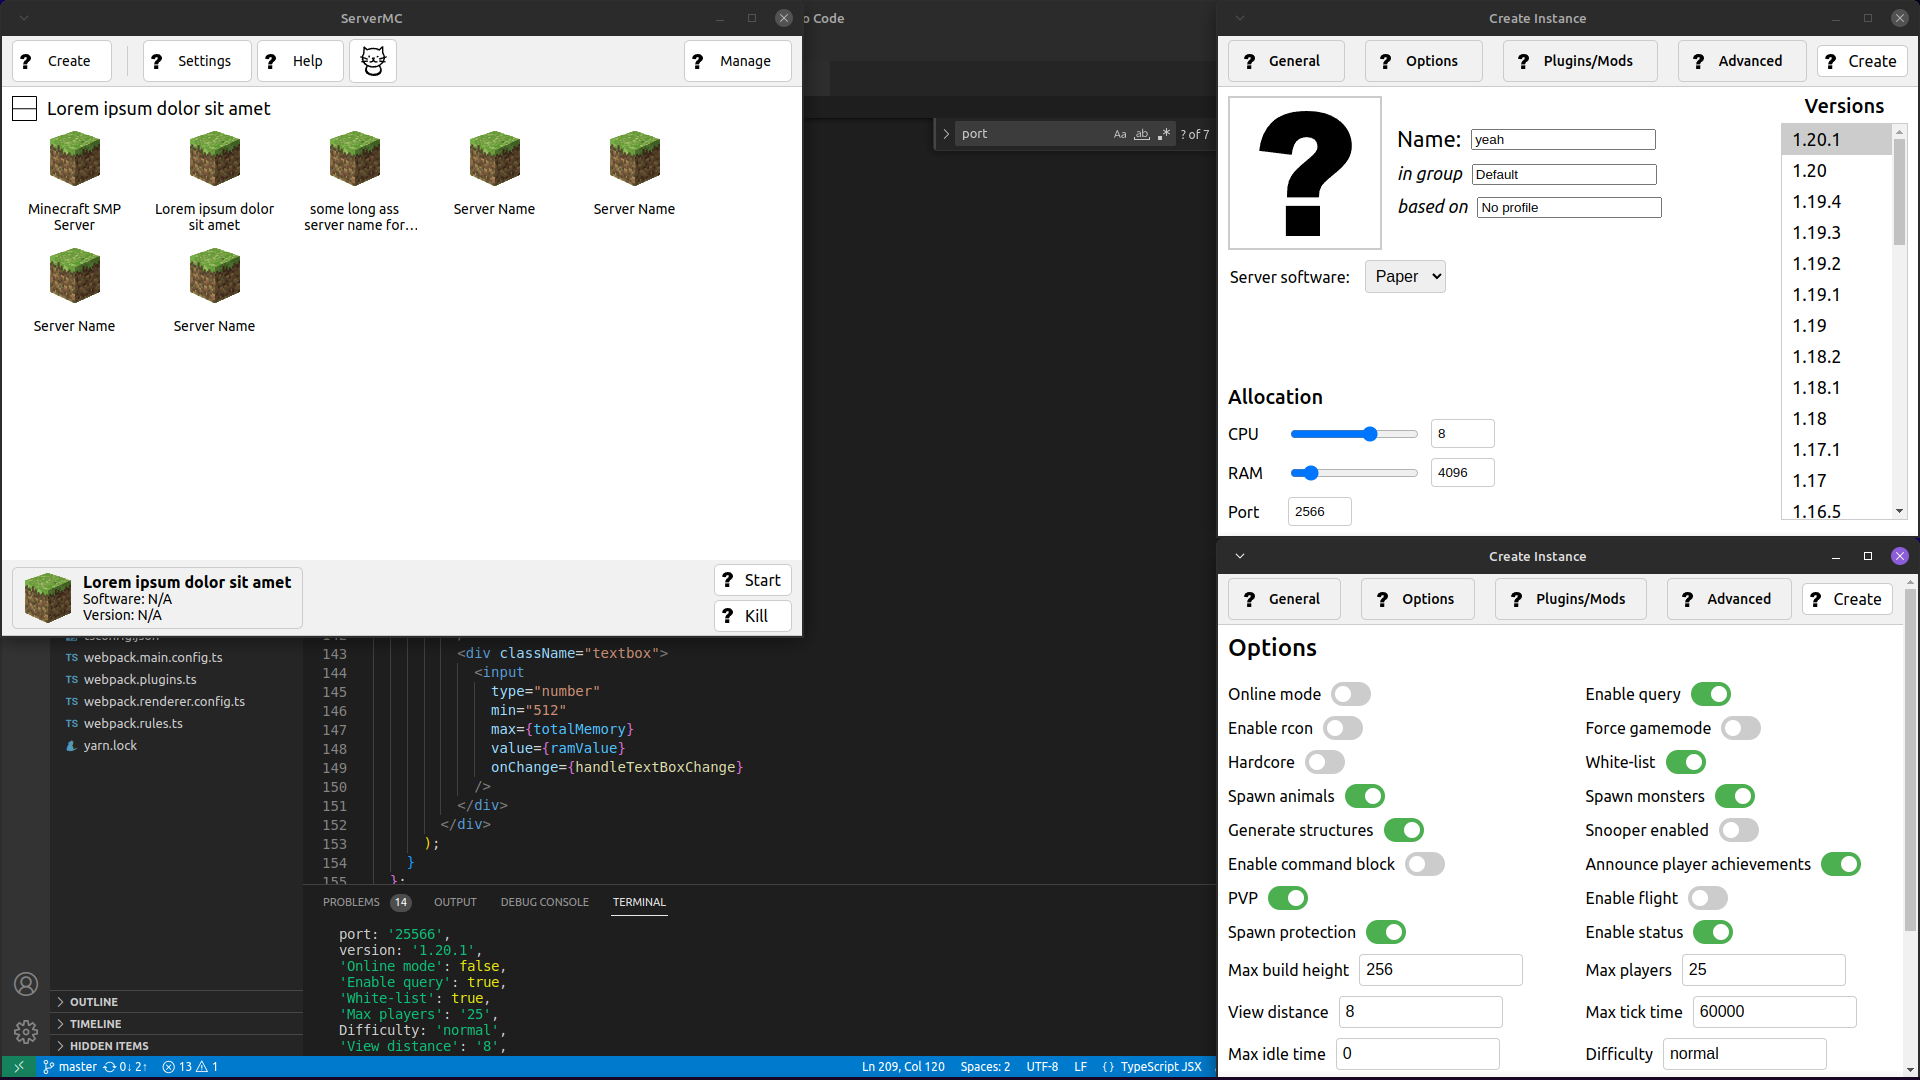 ServerMC
Create
Settings
Help
Manage
Lorem ipsum dolor sit amet
Minecraft SMP
Server
Lorem ipsum dolor
sit amet
some long ass
server name for...
Server Name
Server Name
Server Name
Server Name
Lorem ipsum dolor sit amet
Software: N/A
Version: N/A
Start
Kill
o Code
port
Aa
ab
.*
? of 7
TS webpack.main.config.ts
TS webpack.plugins.ts
TS webpack.renderer.config.ts
TS webpack.rules.ts
yarn.lock
OUTLINE
TIMELINE
HIDDEN ITEMS
143 <div className="textbox">
144 <input
145 type="number"
146 min="512"
147 max={totalMemory}
148 value={ramValue}
149 onChange={handleTextBoxChange}
150 />
151 </div>
152 </div>
153 );
154 }
155 };
PROBLEMS 14 OUTPUT DEBUG CONSOLE TERMINAL
port: '25566',
version: '1.20.1',
'Online mode': false,
'Enable query': true,
'White-list': true,
'Max players': '25',
Difficulty: 'normal',
'View distance': '8',
master 0↓ 2↑ 13 1
Ln 209, Col 120 Spaces: 2 UTF-8 LF {} TypeScript JSX
Create Instance
General
Options
Plugins/Mods
Advanced
Create
Name: yeah
in group Default
based on No profile
Server software: Paper
Allocation
CPU 8
RAM 4096
Port 2566
Versions
1.20.1
1.20
1.19.4
1.19.3
1.19.2
1.19.1
1.19
1.18.2
1.18.1
1.18
1.17.1
1.17
1.16.5
Create Instance
General
Options
Plugins/Mods
Advanced
Create
Options
Online mode
Enable query
Enable rcon
Force gamemode
Hardcore
White-list
Spawn animals
Spawn monsters
Generate structures
Snooper enabled
Enable command block
Announce player achievements
PVP
Enable flight
Spawn protection
Enable status
Max build height 256
Max players 25
View distance 8
Max tick time 60000
Max idle time 0
Difficulty normal